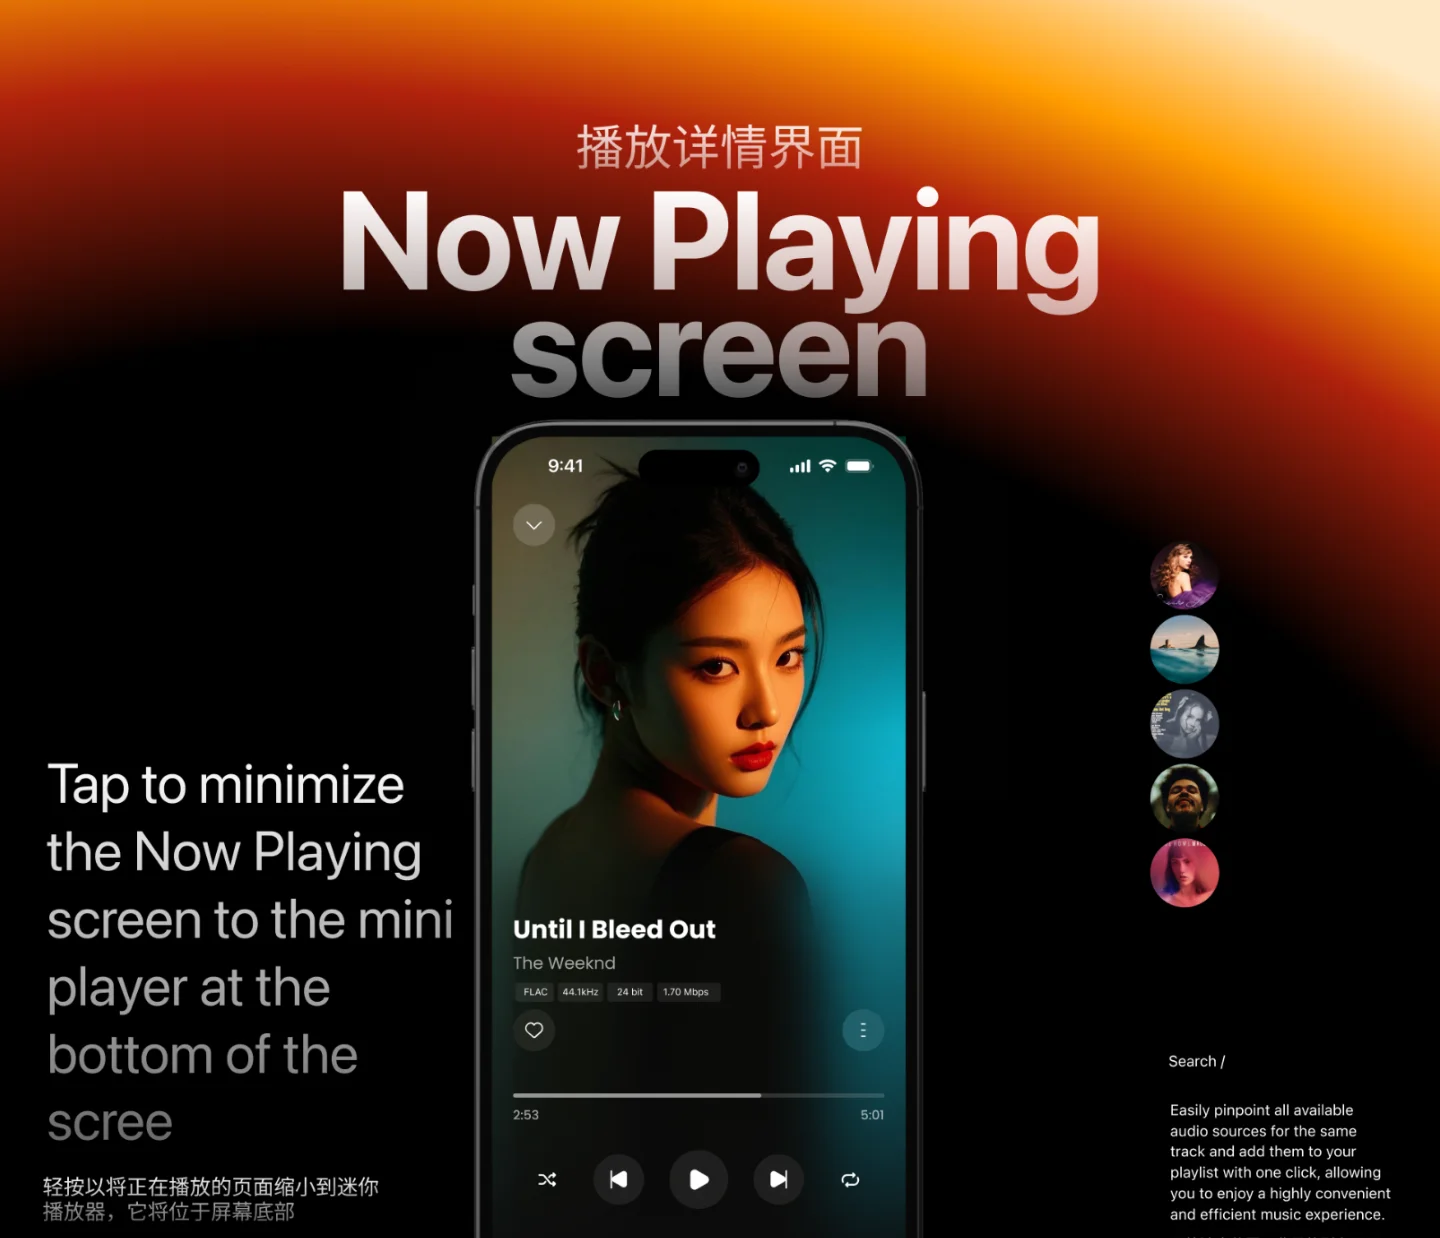 播放详情界面
Now Playing
screen
9:41
Tap to minimize
the Now Playing
screen to the mini
player at the
bottom of the
scree
轻按以将正在播放的页面缩小到迷你
播放器，它将位于屏幕底部
Until I Bleed Out
The Weeknd
FLAC 44.1kHz 24 bit 1.70 Mbps
2:53 5:01
Search /
Easily pinpoint all available
audio sources for the same
track and add them to your
playlist with one click, allowing
you to enjoy a highly convenient
and efficient music experience.